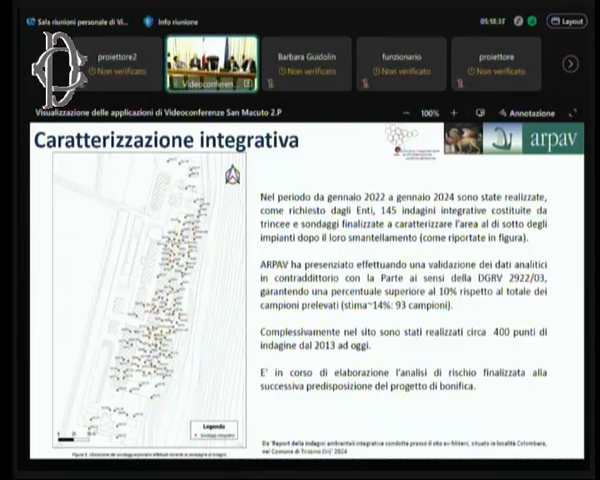 Sala riunioni personale di Vi...
Info riunione
05:18:37
Layout
proiettore2
Non verificato
Videoconferen...
Barbara Guidolin
Non verificato
funzionario
Non verificato
proiettore
Non verificato
Visualizzazione delle applicazioni di Videoconferenze San Macuto 2.P
— 100% +
Annotazione
Caratterizzazione integrativa
arpav
Nel periodo da gennaio 2022 a gennaio 2024 sono state realizzate,
come richiesto dagli Enti, 145 indagini integrative costituite da
trincee e sondaggi finalizzate a caratterizzare l'area al di sotto degli
impianti dopo il loro smantellamento (come riportate in figura).
ARPAV ha presenziato effettuando una validazione dei dati analitici
in contraddittorio con la Parte ai sensi della DGRV 2922/03,
garantendo una percentuale superiore al 10% rispetto al totale dei
campioni prelevati (stima~14%: 93 campioni).
Complessivamente nel sito sono stati realizzati circa 400 punti di
indagine dal 2013 ad oggi.
E' in corso di elaborazione l'analisi di rischio finalizzata alla
successiva predisposizione del progetto di bonifica.
Legenda
Da "Report delle indagini ambientali integrative condotte presso il sito ex-Miteni, situato in località Colombara,
nel Comune di Trissino (VI)" 2024